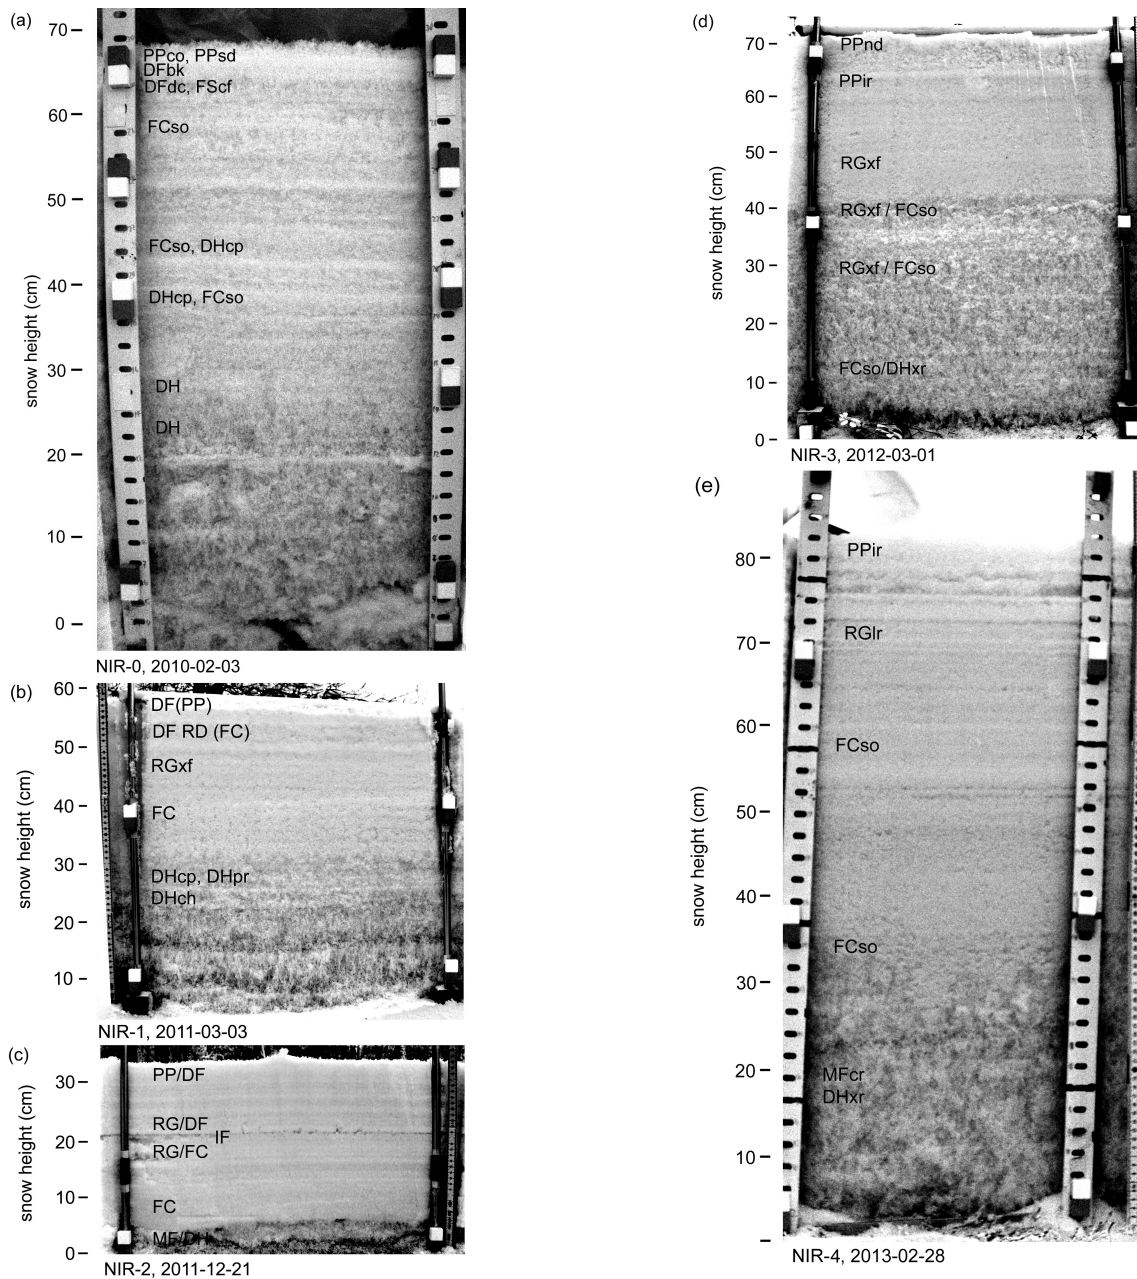 (a)
70
60
50
40
30
20
10
0
snow height (cm)
PPco, PPsd
DFbk
DFdc, FScf
FCso
FCso, DHcp
DHcp, FCso
DH
DH
NIR-0, 2010-02-03
(b)
60
50
40
30
20
10
snow height (cm)
DF(PP)
DF RD (FC)
RGxf
FC
DHcp, DHpr
DHch
NIR-1, 2011-03-03
(c)
30
20
10
0
snow height (cm)
PP/DF
RG/DF
IF
RG/FC
FC
MF/DH
NIR-2, 2011-12-21
(d)
70
60
50
40
30
20
10
0
snow height (cm)
PPnd
PPir
RGxf
RGxf / FCso
RGxf / FCso
FCso/DHxr
NIR-3, 2012-03-01
(e)
80
70
60
50
40
30
20
10
snow height (cm)
PPir
RGlr
FCso
FCso
MFcr
DHxr
NIR-4, 2013-02-28